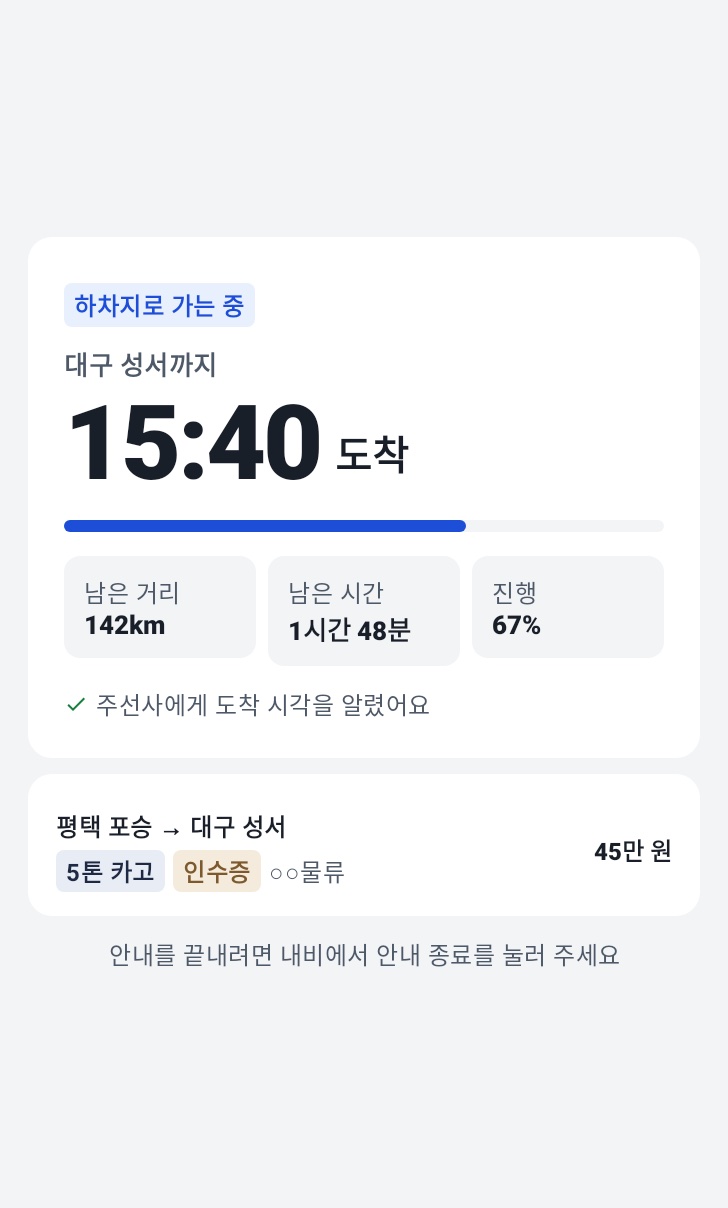 하차지로 가는 중
대구 성서까지
15:40 도착
남은 거리
142km
남은 시간
1시간 48분
진행
67%
✓ 주선사에게 도착 시각을 알렸어요
평택 포승 → 대구 성서
5톤 카고 인수증 ○○물류
45만 원
안내를 끝내려면 내비에서 안내 종료를 눌러 주세요